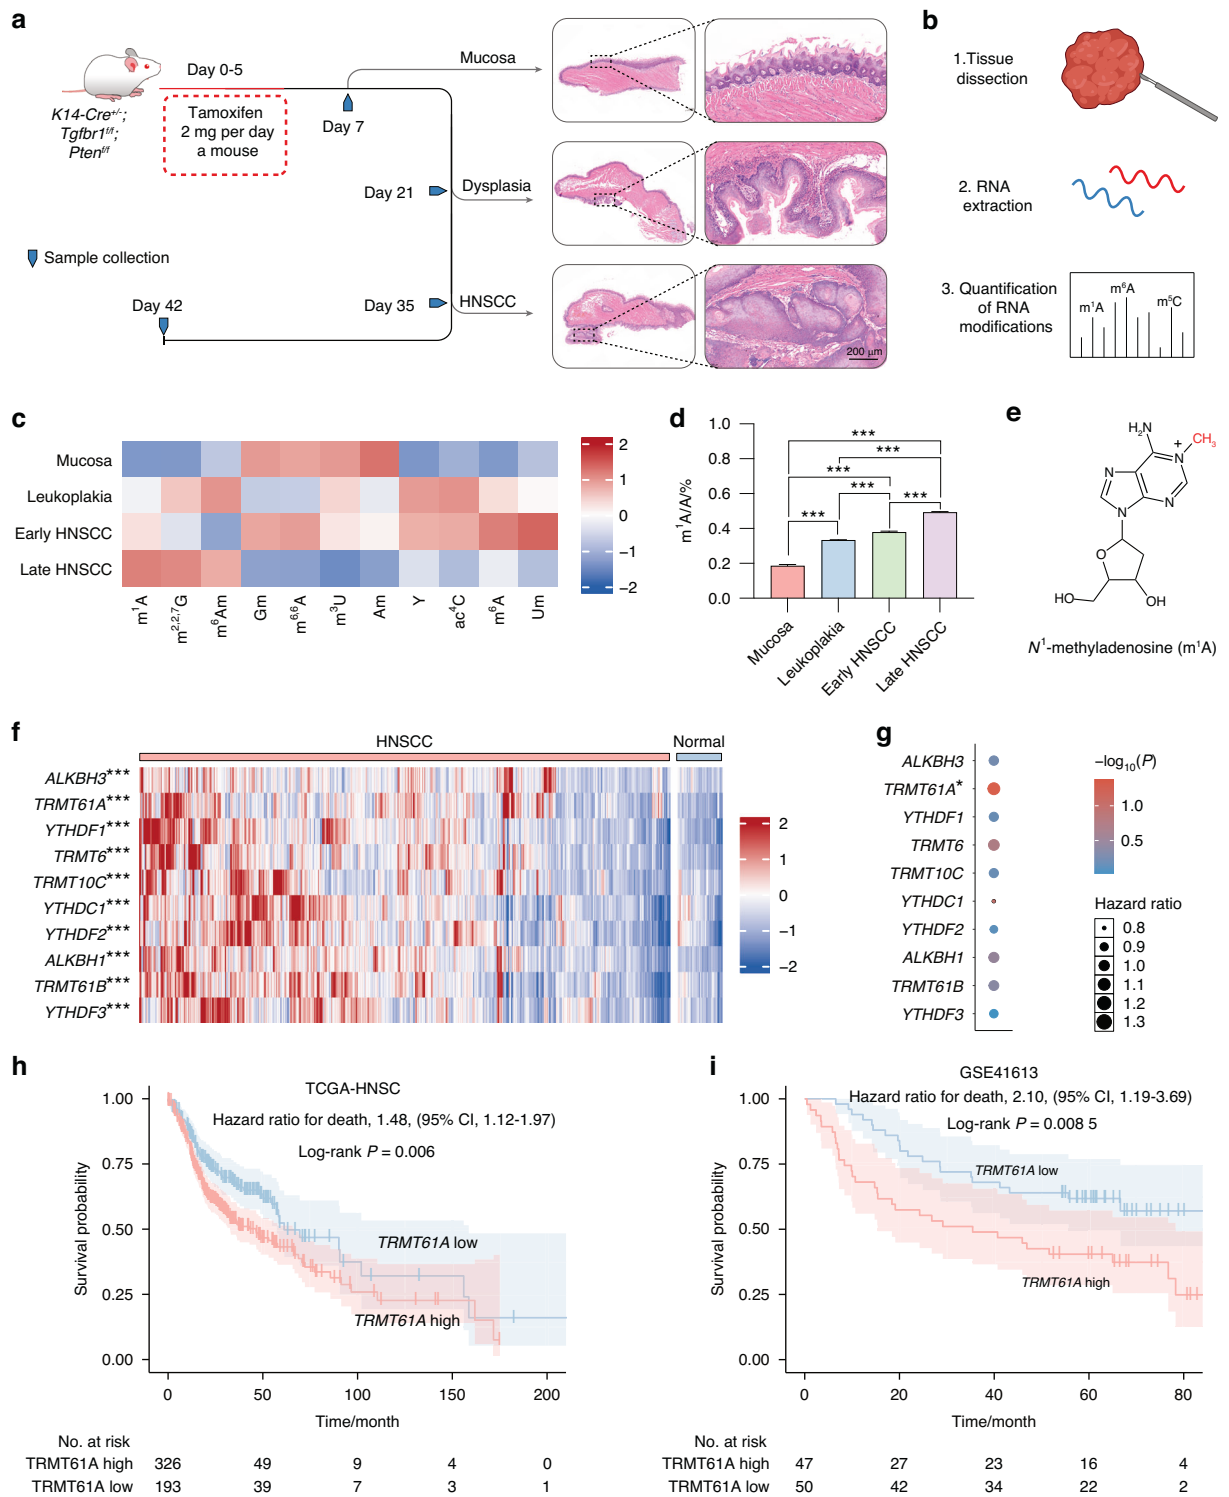 a
Day 0-5
K14-Cre+/-;
Tgfbr1f/f;
Ptenf/f
Tamoxifen
2 mg per day
a mouse
Day 7
Mucosa
Day 21
Dysplasia
Sample collection
Day 42
Day 35
HNSCC
200 μm
b
1.Tissue
dissection
2. RNA
extraction
3. Quantification
of RNA
modifications
m1A
m6A
m5C
c
Mucosa
Leukoplakia
Early HNSCC
Late HNSCC
m1A
m2,2,7G
m6Am
Gm
m6,6A
m3U
Am
Y
ac4C
m6A
Um
2
1
0
−1
−2
d
m1A/A/%
1.0
0.8
0.6
0.4
0.2
0.0
***
***
***
***
***
***
Mucosa
Leukoplakia
Early HNSCC
Late HNSCC
e
H2N
CH3
+
N
N
N
N
O
HO
OH
N1-methyladenosine (m1A)
f
HNSCC
Normal
ALKBH3***
TRMT61A***
YTHDF1***
TRMT6***
TRMT10C***
YTHDC1***
YTHDF2***
ALKBH1***
TRMT61B***
YTHDF3***
2
1
0
−1
−2
g
ALKBH3
TRMT61A*
YTHDF1
TRMT6
TRMT10C
YTHDC1
YTHDF2
ALKBH1
TRMT61B
YTHDF3
−log10(P)
1.0
0.5
Hazard ratio
0.8
0.9
1.0
1.1
1.2
1.3
h
TCGA-HNSC
Hazard ratio for death, 1.48, (95% CI, 1.12-1.97)
Log-rank P = 0.006
Survival probability
1.00
0.75
0.50
0.25
0.00
TRMT61A low
TRMT61A high
0 50 100 150 200
Time/month
No. at risk
TRMT61A high 326 49 9 4 0
TRMT61A low 193 39 7 3 1
i
GSE41613
Hazard ratio for death, 2.10, (95% CI, 1.19-3.69)
Log-rank P = 0.008 5
Survival probability
1.00
0.75
0.50
0.25
0.00
TRMT61A low
TRMT61A high
0 20 40 60 80
Time/month
No. at risk
TRMT61A high 47 27 23 16 4
TRMT61A low 50 42 34 22 2